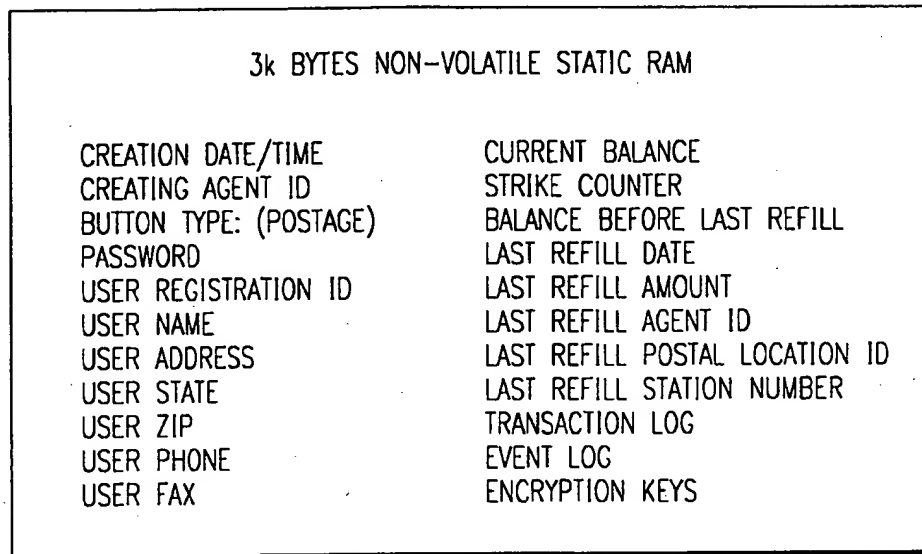 3k BYTES NON-VOLATILE STATIC RAM
CREATION DATE/TIME
CREATING AGENT ID
BUTTON TYPE: (POSTAGE)
PASSWORD
USER REGISTRATION ID
USER NAME
USER ADDRESS
USER STATE
USER ZIP
USER PHONE
USER FAX
CURRENT BALANCE
STRIKE COUNTER
BALANCE BEFORE LAST REFILL
LAST REFILL DATE
LAST REFILL AMOUNT
LAST REFILL AGENT ID
LAST REFILL POSTAL LOCATION ID
LAST REFILL STATION NUMBER
TRANSACTION LOG
EVENT LOG
ENCRYPTION KEYS